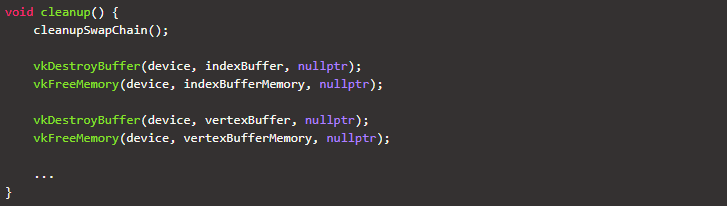 void cleanup() {
    cleanupSwapChain();

    vkDestroyBuffer(device, indexBuffer, nullptr);
    vkFreeMemory(device, indexBufferMemory, nullptr);

    vkDestroyBuffer(device, vertexBuffer, nullptr);
    vkFreeMemory(device, vertexBufferMemory, nullptr);

    ...
}